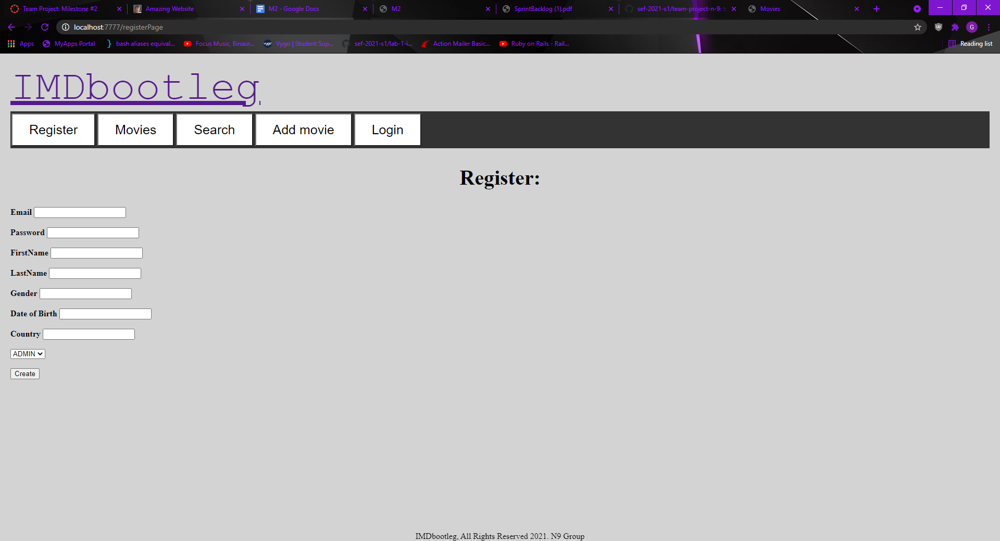 Team Project: Milestone #2
Amazing Website
M2 - Google Docs
M2
SprintBacklog (1).pdf
sef-2021-s1/team-project-n-9: t
Movies
localhost:7777/registerPage
G
Apps
MyApps Portal
bash aliases equival...
Focus Music, Binaur...
Vygo | Student Sup...
sef-2021-s1/lab-1-i...
Action Mailer Basic...
Ruby on Rails - Rail...
Reading list
IMDbootleg
Register
Movies
Search
Add movie
Login
Register:
Email
Password
FirstName
LastName
Gender
Date of Birth
Country
ADMIN
Create
IMDbootleg, All Rights Reserved 2021. N9 Group